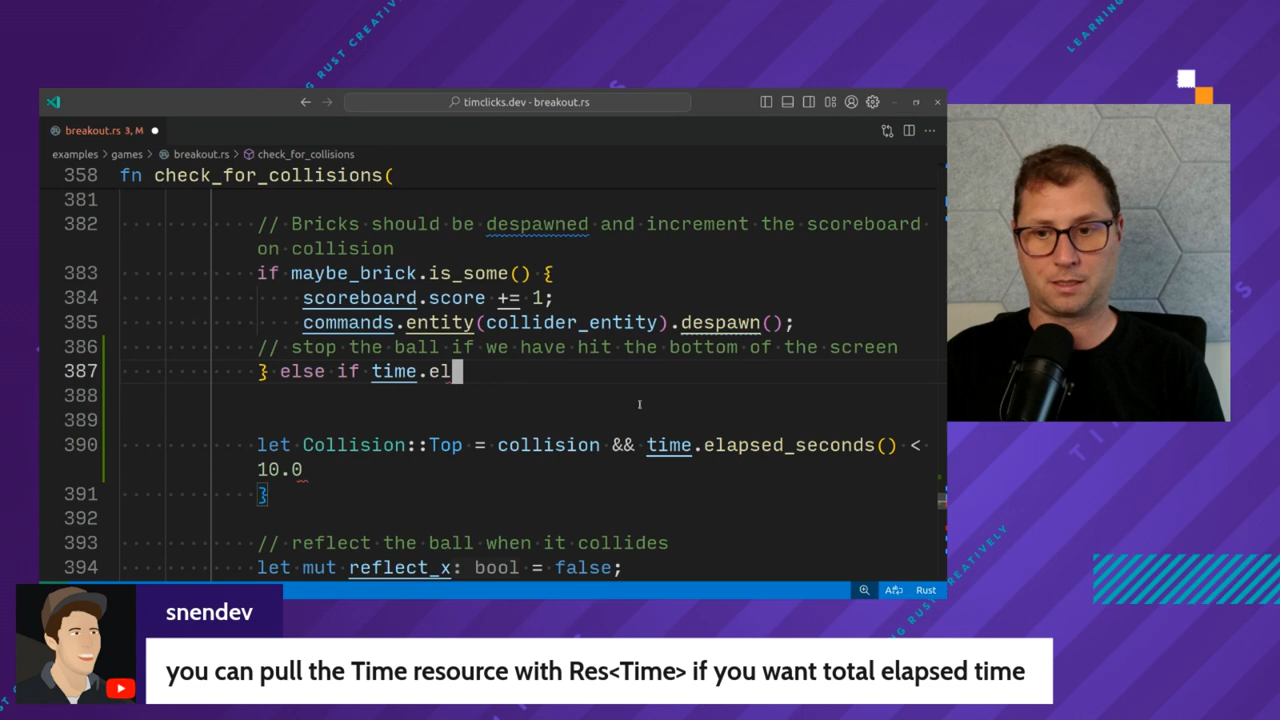 NG RUST CREATIV
LEARNING
timclicks.dev - breakout.rs
breakout.rs 3, M
examples > games > breakout.rs > check_for_collisions
358 fn check_for_collisions(
381
382 // Bricks should be despawned and increment the scoreboard
on collision
383 if maybe_brick.is_some() {
384 scoreboard.score += 1;
385 commands.entity(collider_entity).despawn();
386 // stop the ball if we have hit the bottom of the screen
387 } else if time.el
388
389
390 let Collision::Top = collision && time.elapsed_seconds() <
10.0
391 }
392
393 // reflect the ball when it collides
394 let mut reflect_x: bool = false;
Rust
snendev
you can pull the Time resource with Res<Time> if you want total elapsed time